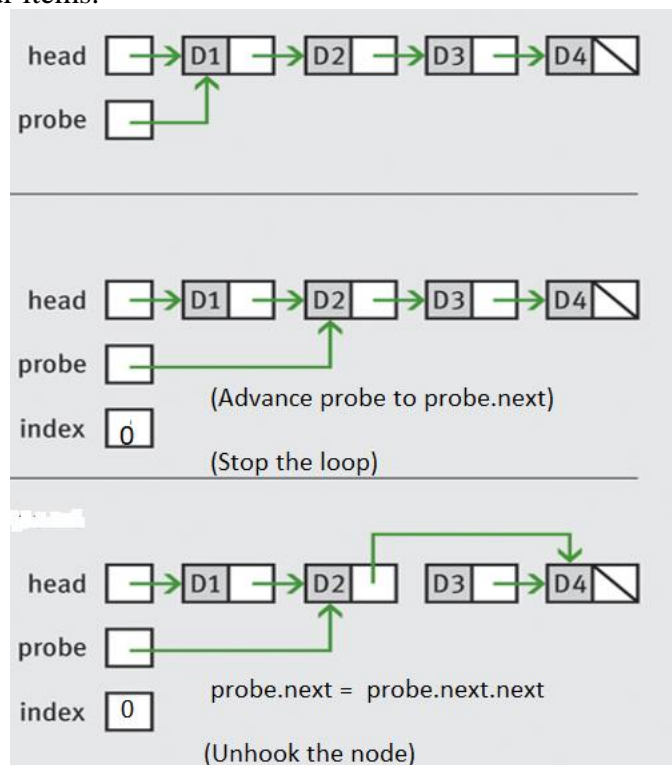 head D1 D2 D3 D4
probe
head D1 D2 D3 D4
probe
(Advance probe to probe.next)
index 0
(Stop the loop)
head D1 D2 D3 D4
probe
probe.next = probe.next.next
index 0
(Unhook the node)